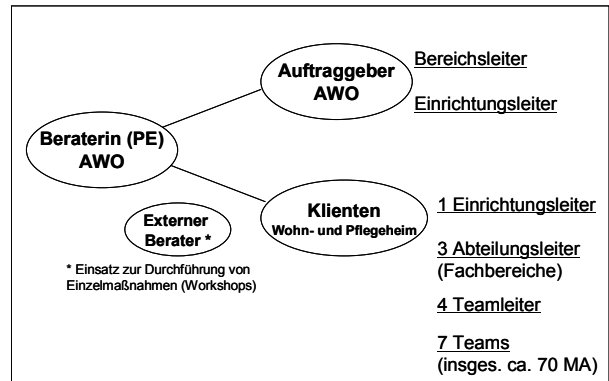 Auftraggeber
AWO
Bereichsleiter
Einrichtungsleiter
Beraterin (PE)
AWO
Externer
Berater *
* Einsatz zur Durchführung von
Einzelmaßnahmen (Workshops)
Klienten
Wohn- und Pflegeheim
1 Einrichtungsleiter
3 Abteilungsleiter
(Fachbereiche)
4 Teamleiter
7 Teams
(insges. ca. 70 MA)